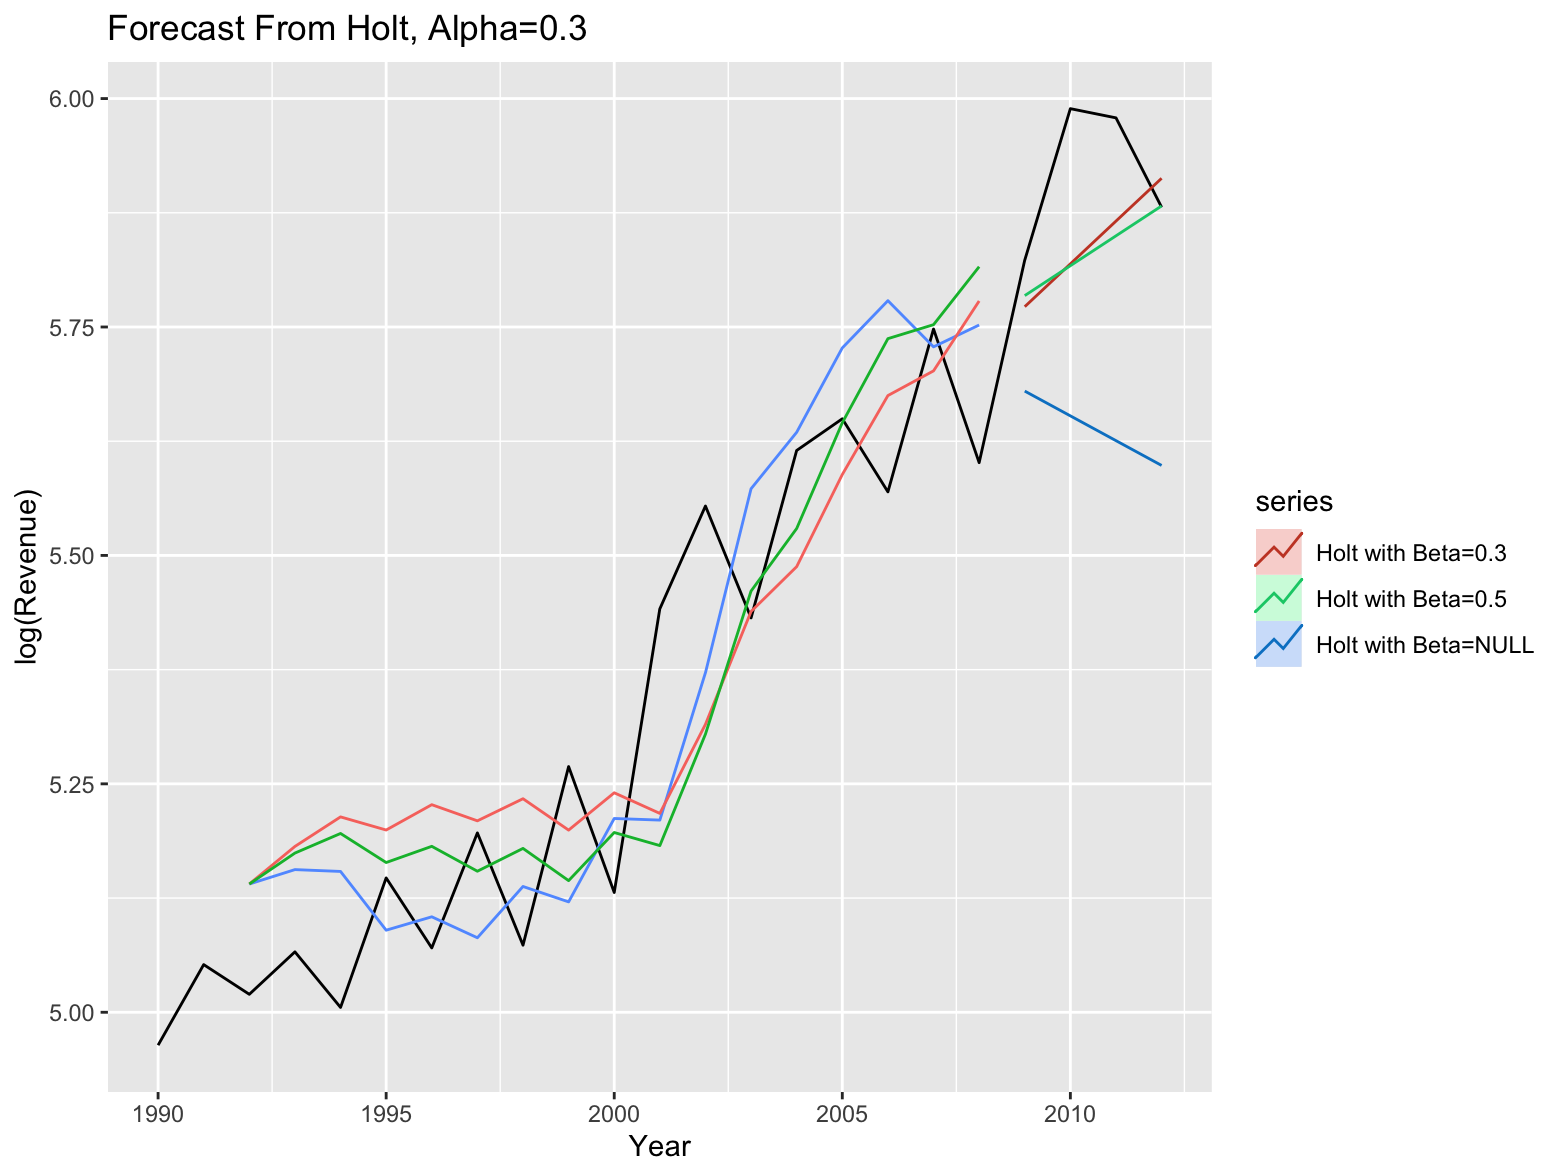 Forecast From Holt, Alpha=0.3
6.00
5.75
5.50
5.25
5.00
log(Revenue)
1990 1995 2000 2005 2010
Year
series
Holt with Beta=0.3
Holt with Beta=0.5
Holt with Beta=NULL